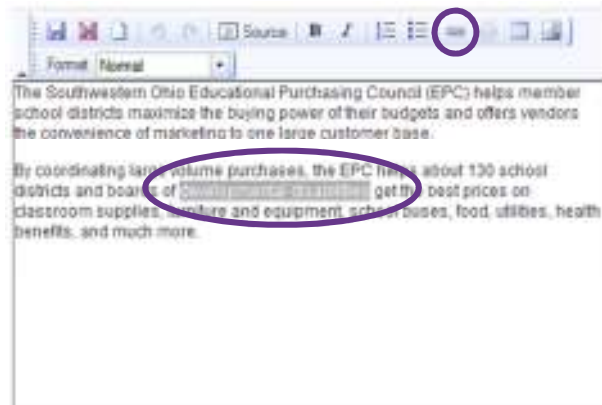 Source B I
Format Normal
The Southwestern Ohio Educational Purchasing Council (EPC) helps member
school districts maximize the buying power of their budgets and offers vendors
the convenience of marketing to one large customer base.
By coordinating large volume purchases, the EPC helps about 130 school
districts and boards of get the best prices on
classroom supplies, furniture and equipment, school buses, food, utilities, health
benefits, and much more.